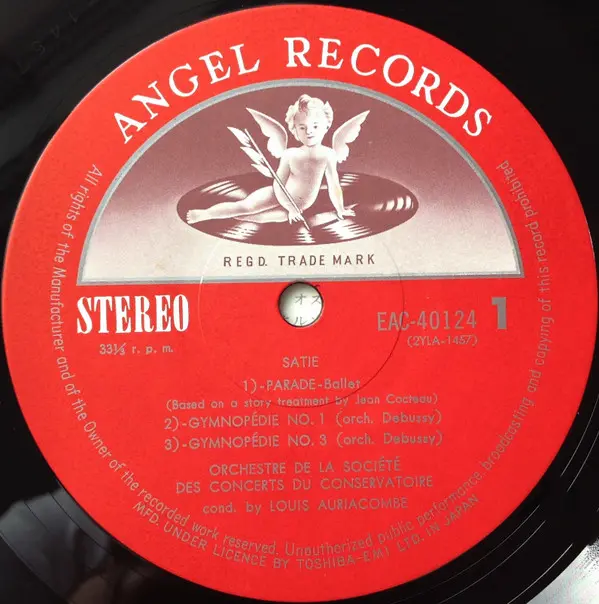 ANGEL RECORDS
REGD. TRADE MARK
STEREO
33⅓ r. p. m.
オス
ル
EAC-40124 1
(2YLA-1457)
SATIE
1)-PARADE-Ballet
(Based on a story treatment by Jean Cocteau)
2)-GYMNOPÉDIE NO. 1 (orch. Debussy)
3)-GYMNOPÉDIE NO. 3 (orch. Debussy)
ORCHESTRE DE LA SOCIÉTÉ
DES CONCERTS DU CONSERVATOIRE
cond. by LOUIS AURIACOMBE
All rights of the Manufacturer and of the Owner of the recorded work reserved. Unauthorized public performance broadcasting and copying of this record prohibited
MFD. UNDER LICENCE BY TOSHIBA-EMI LTD. IN JAPAN